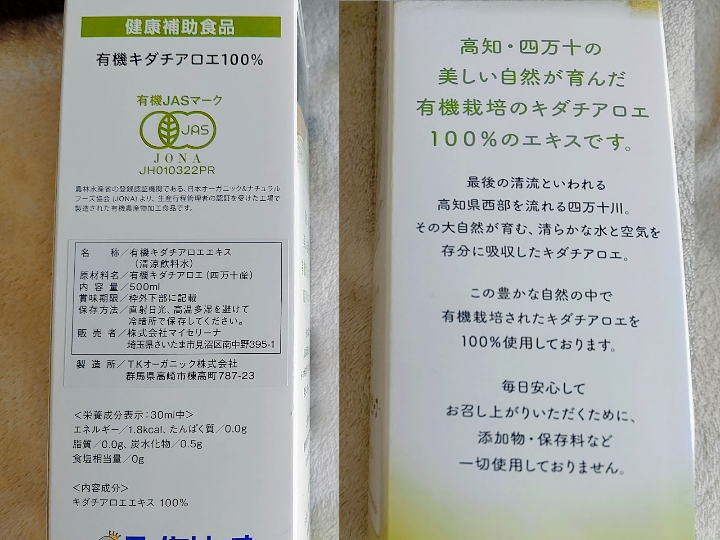 健康補助食品
有機キダチアロエ100%
有機JASマーク
JAS
JONA
JH010322PR
農林水産省の登録認証機関である、日本オーガニック&ナチュラル
フーズ協会(JONA)より、生産行程管理者の認証を受けた工場で
製造された有機農産物加工食品です。
名 称/有機キダチアロエエキス
(清涼飲料水)
原材料名/有機キダチアロエ(四万十産)
内 容 量/500ml
賞味期限/枠外下部に記載
保存方法/直射日光、高温多湿を避けて
冷暗所で保存してください。
販 売 者/株式会社マイセリーナ
埼玉県さいたま市見沼区南中野395-1
製 造 所/TKオーガニック株式会社
群馬県高崎市棟高町787-23
<栄養成分表示:30ml中>
エネルギー/1.8kcal、たんぱく質/0.0g
脂質/0.0g、炭水化物/0.5g
食塩相当量/0g
<内容成分>
キダチアロエエキス 100%
高知・四万十の
美しい自然が育んだ
有機栽培のキダチアロエ
100%のエキスです。
最後の清流といわれる
高知県西部を流れる四万十川。
その大自然が育む、清らかな水と空気を
存分に吸収したキダチアロエ。
この豊かな自然の中で
有機栽培されたキダチアロエを
100%使用しております。
毎日安心して
お召し上がりいただくために、
添加物・保存料など
一切使用しておりません。